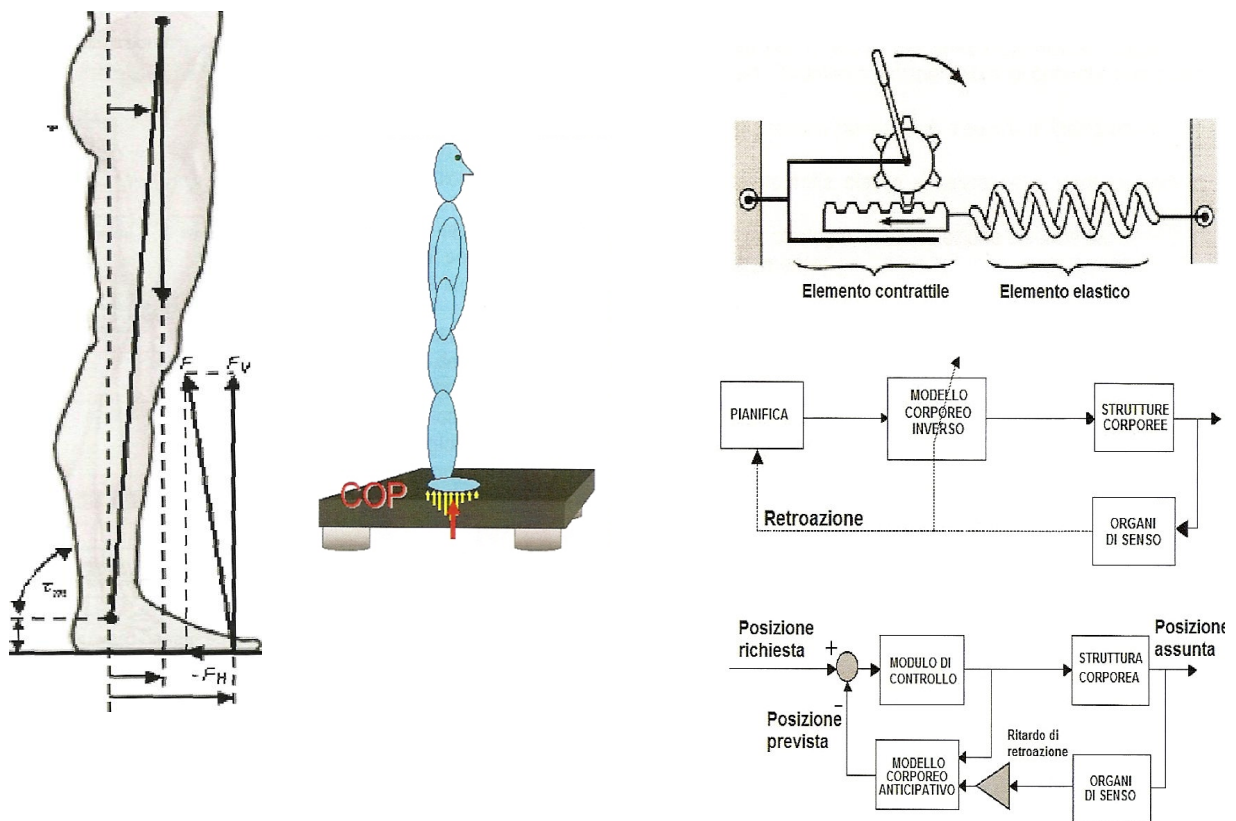 F
Fv
τm
-FH
COP
Elemento contrattile
Elemento elastico
PIANIFICA
MODELLO
CORPOREO
INVERSO
STRUTTURE
CORPOREE
Retroazione
ORGANI
DI SENSO
Posizione
richiesta
+
MODULO DI
CONTROLLO
STRUTTURA
CORPOREA
Posizione
assunta
−
Posizione
prevista
MODELLO
CORPOREO
ANTICIPATIVO
Ritardo di
retroazione
ORGANI
DI SENSO